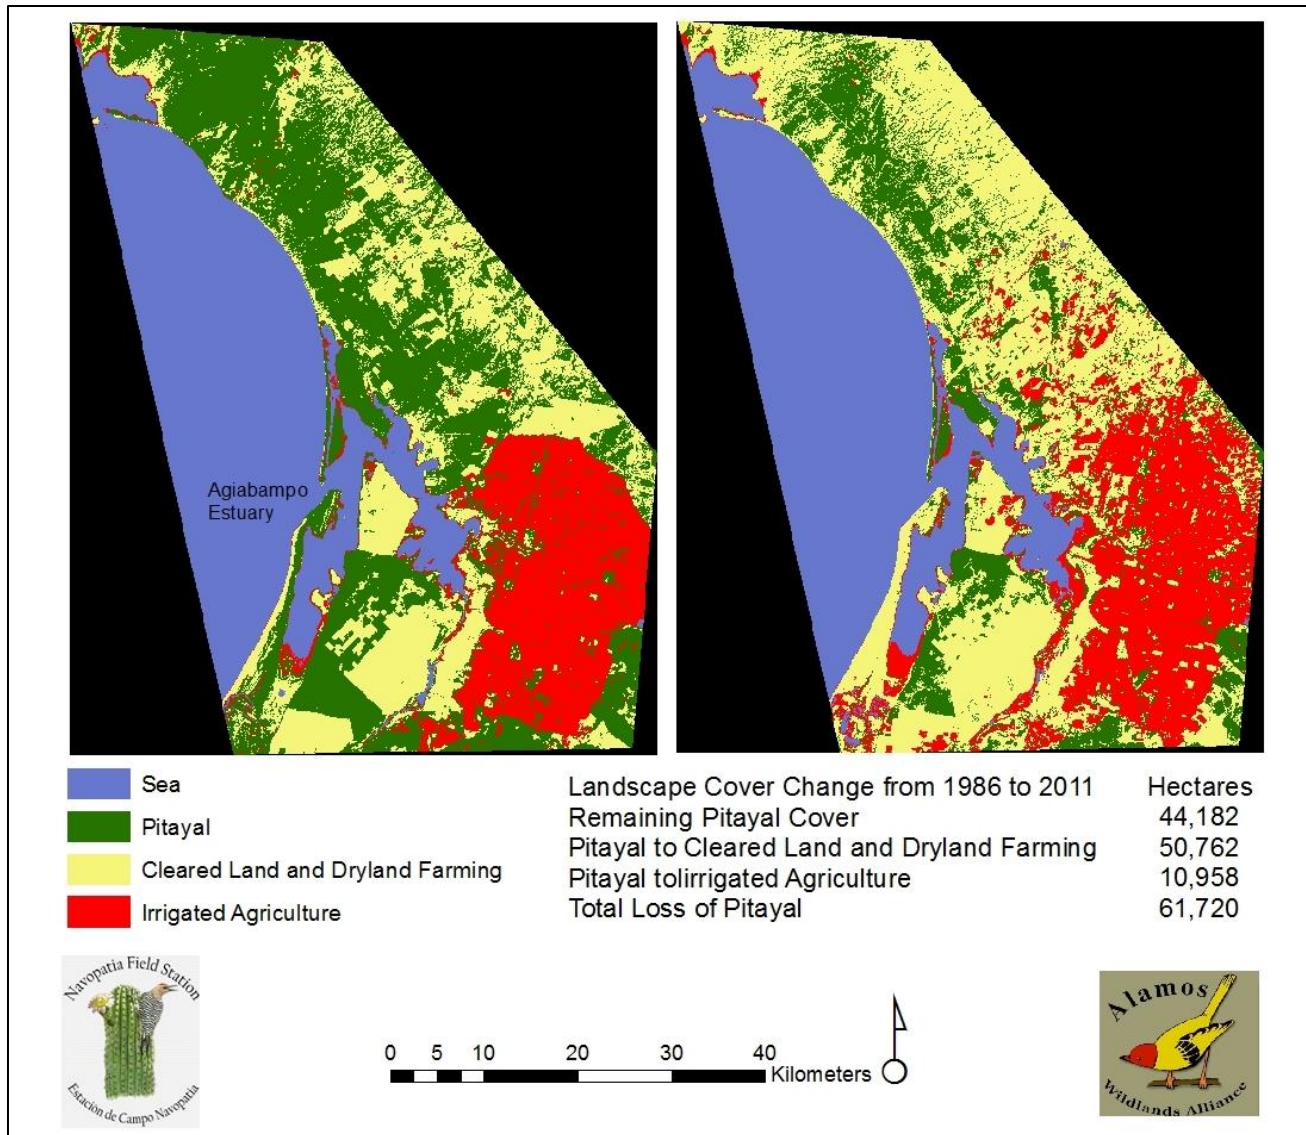 Agiabampo
Estuary
Sea
Pitayal
Cleared Land and Dryland Farming
Irrigated Agriculture
Landscape Cover Change from 1986 to 2011 Hectares
Remaining Pitayal Cover 44,182
Pitayal to Cleared Land and Dryland Farming 50,762
Pitayal tolirrigated Agriculture 10,958
Total Loss of Pitayal 61,720
Navopatia Field Station
Estación de Campo Navopatia
0 5 10 20 30 40
Kilometers
Alamos
Wildlands Alliance